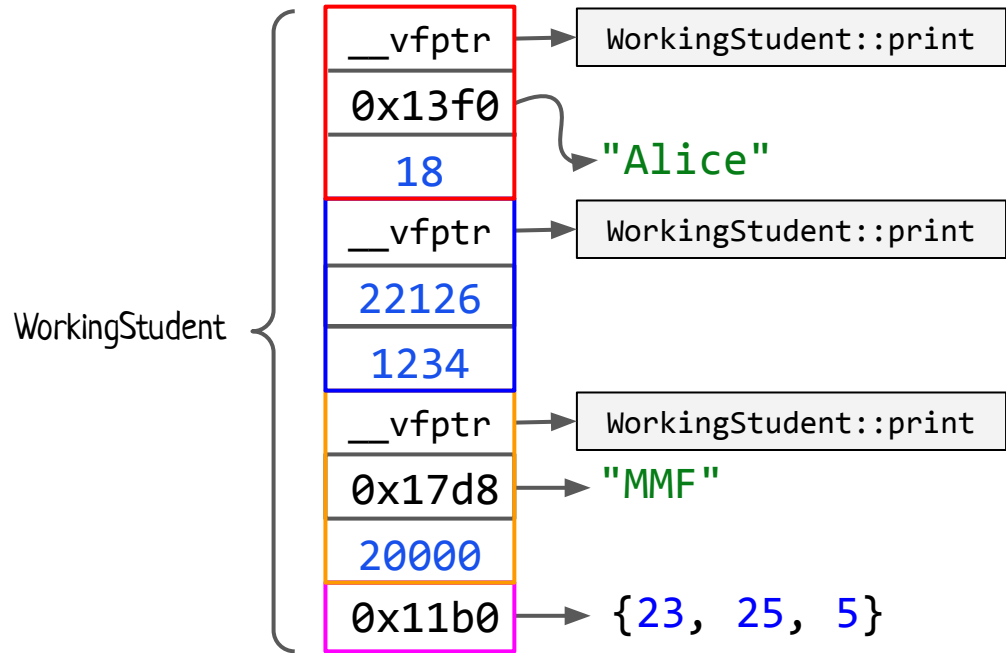 __vfptr WorkingStudent::print
0x13f0
18 "Alice"
__vfptr WorkingStudent::print
22126
WorkingStudent
1234
__vfptr WorkingStudent::print
0x17d8 "MMF"
20000
0x11b0 {23, 25, 5}